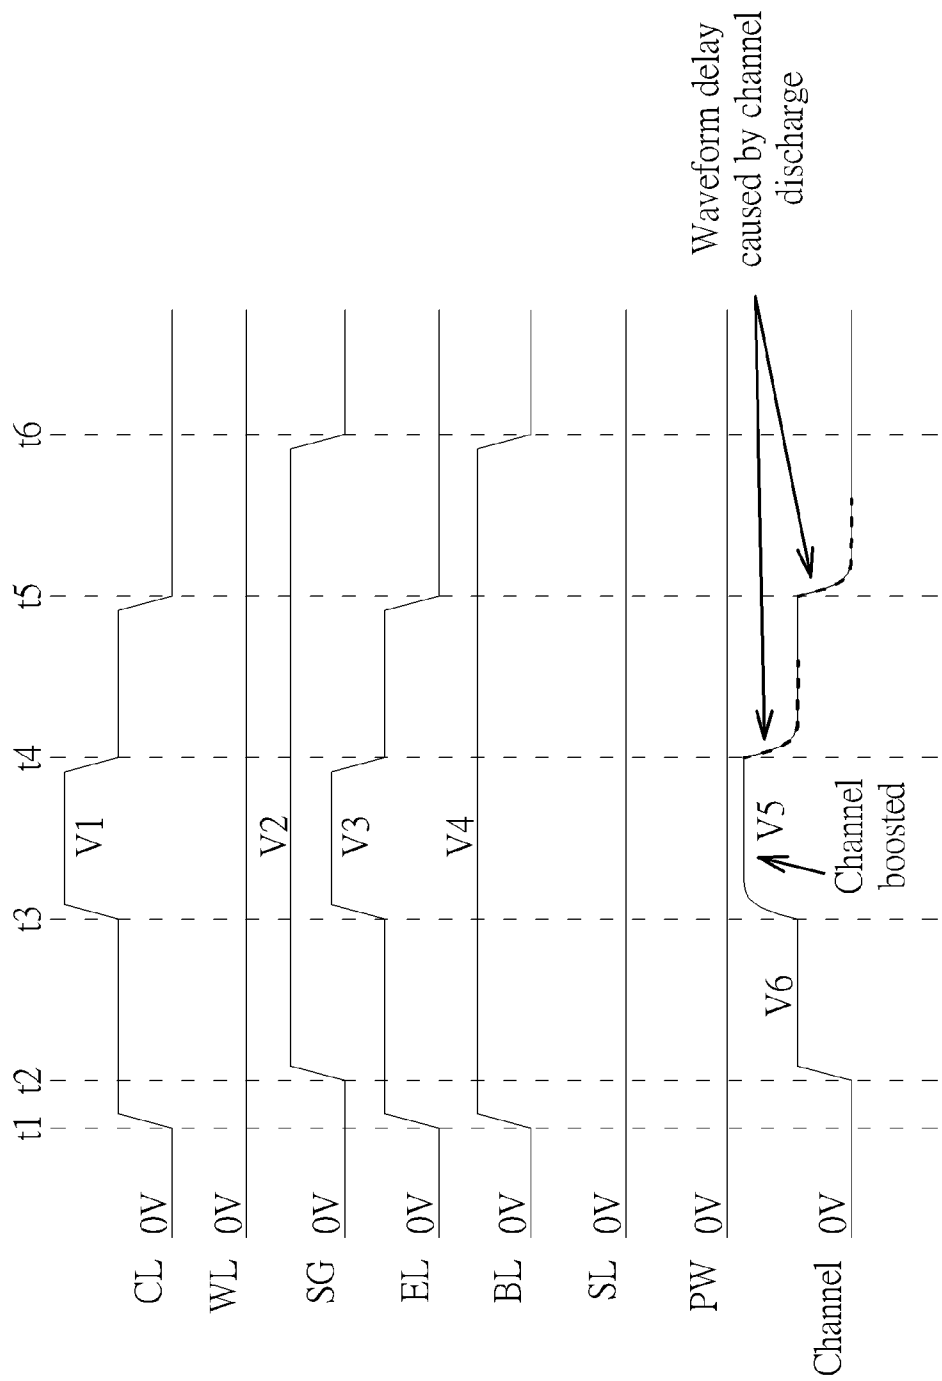 t1 t2 t3 t4 t5 t6
CL 0V V1
WL 0V
SG 0V V2
EL 0V V3
BL 0V V4
SL
PW 0V
Channel 0V V6 V5
Channel
boosted
Waveform delay
caused by channel
discharge